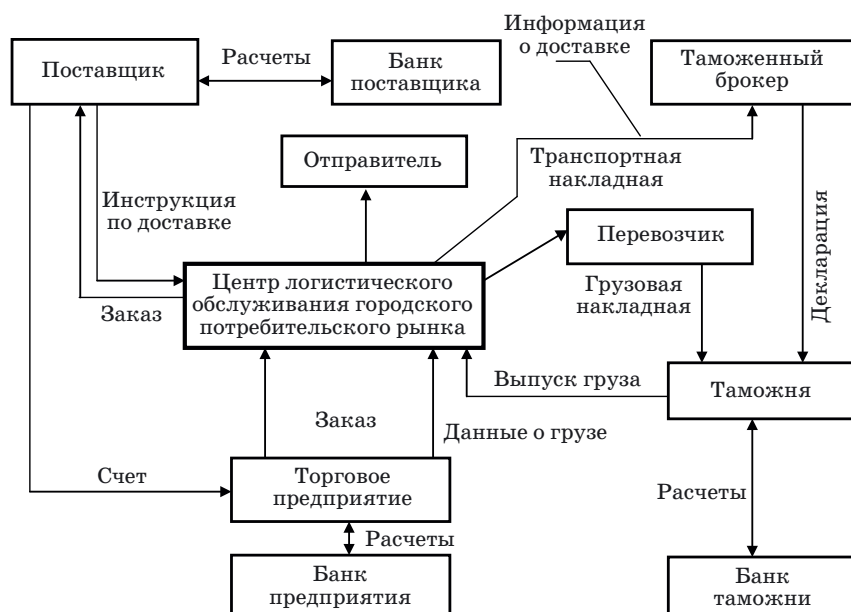 Информация
о доставке
Поставщик
Расчеты
Банк
поставщика
Таможенный
брокер
Отправитель
Транспортная
накладная
Инструкция
по доставке
Перевозчик
Декларация
Центр логистического
обслуживания городского
потребительского рынка
Заказ
Грузовая
накладная
Выпуск груза
Таможня
Заказ
Данные о грузе
Счет
Торговое
предприятие
Расчеты
Расчеты
Банк
предприятия
Банк
таможни